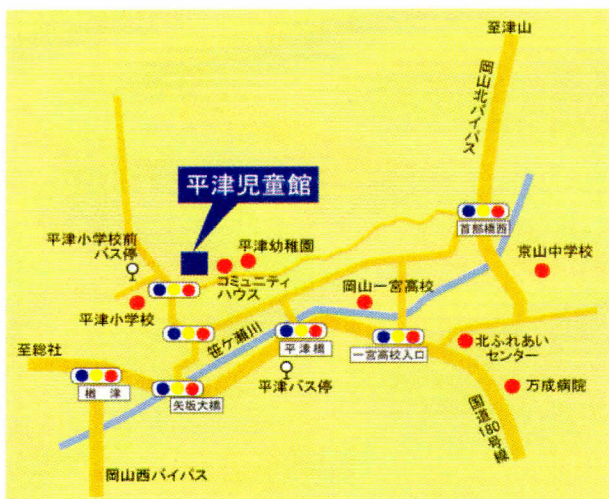 至津山
岡山北バイパス
平津児童館
首部橋西
平津小学校前
バス停
平津幼稚園
京山中学校
コミュニティ
ハウス
岡山一宮高校
平津小学校
笹ケ瀬川
至総社
平津橋
一宮高校入口
北ふれあい
センター
楢津
矢坂大橋
平津バス停
万成病院
国道180号線
岡山西バイパス